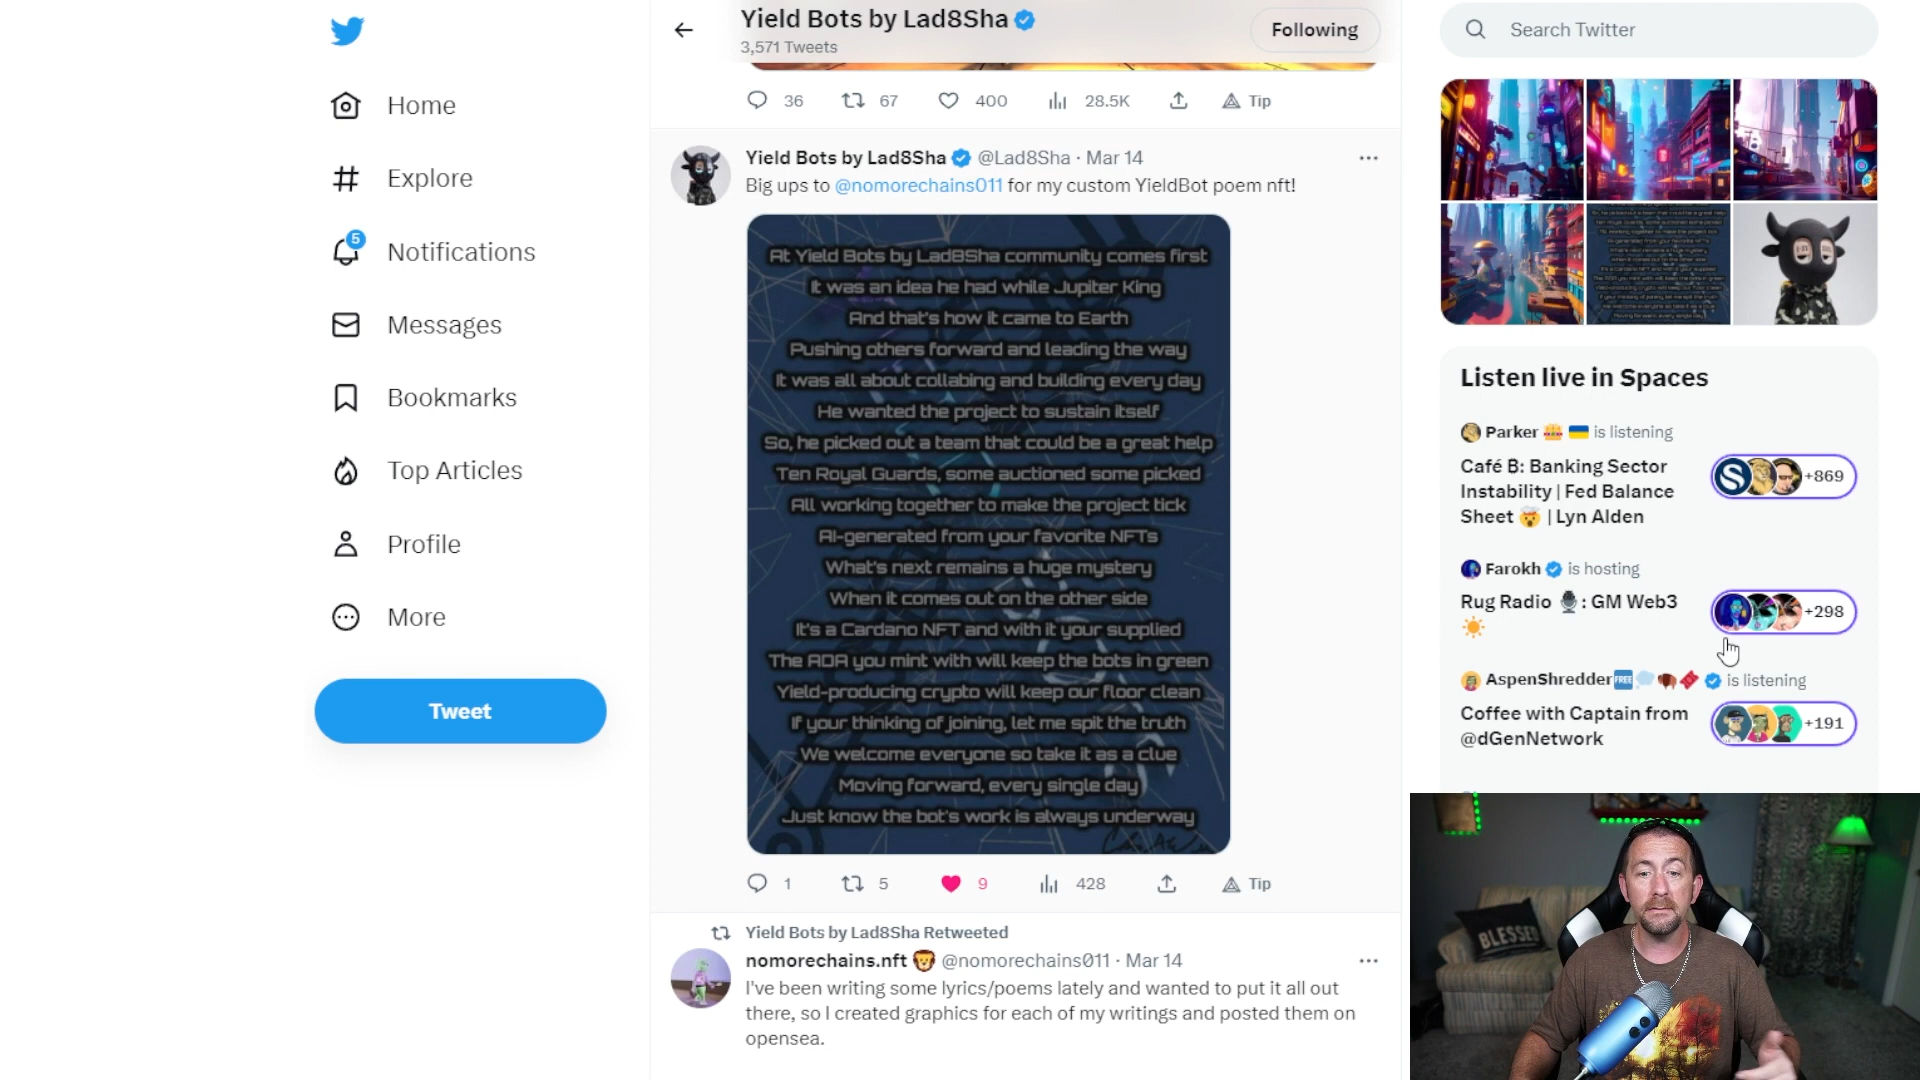 Home
Explore
5
Notifications
Messages
Bookmarks
Top Articles
Profile
More
Tweet
Yield Bots by Lad8Sha
3,571 Tweets
Following
36
67
400
28.5K
Tip
Yield Bots by Lad8Sha @Lad8Sha · Mar 14
Big ups to @nomorechains011 for my custom YieldBot poem nft!
At Yield Bots by Lad8Sha community comes first
It was an idea he had while Jupiter King
And that's how it came to Earth
Pushing others forward and leading the way
It was all about collabing and building every day
He wanted the project to sustain itself
So, he picked out a team that could be a great help
Ten Royal Guards, some auctioned some picked
All working together to make the project tick
AI-generated from your favorite NFTs
What's next remains a huge mystery
When it comes out on the other side
It's a Cardano NFT and with it your supplied
The ADA you mint with will keep the bots in green
Yield-producing crypto will keep our floor clean
If your thinking of joining, let me spit the truth
We welcome everyone so take it as a clue
Moving forward, every single day
Just know the bot's work is always underway
1
5
9
428
Tip
Yield Bots by Lad8Sha Retweeted
nomorechains.nft @nomorechains011 · Mar 14
I've been writing some lyrics/poems lately and wanted to put it all out
there, so I created graphics for each of my writings and posted them on
opensea.
Search Twitter
Listen live in Spaces
Parker is listening
Café B: Banking Sector
Instability | Fed Balance
Sheet | Lyn Alden
+869
Farokh is hosting
Rug Radio : GM Web3
+298
AspenShredder FREE is listening
Coffee with Captain from
@dGenNetwork
+191
BLESSED